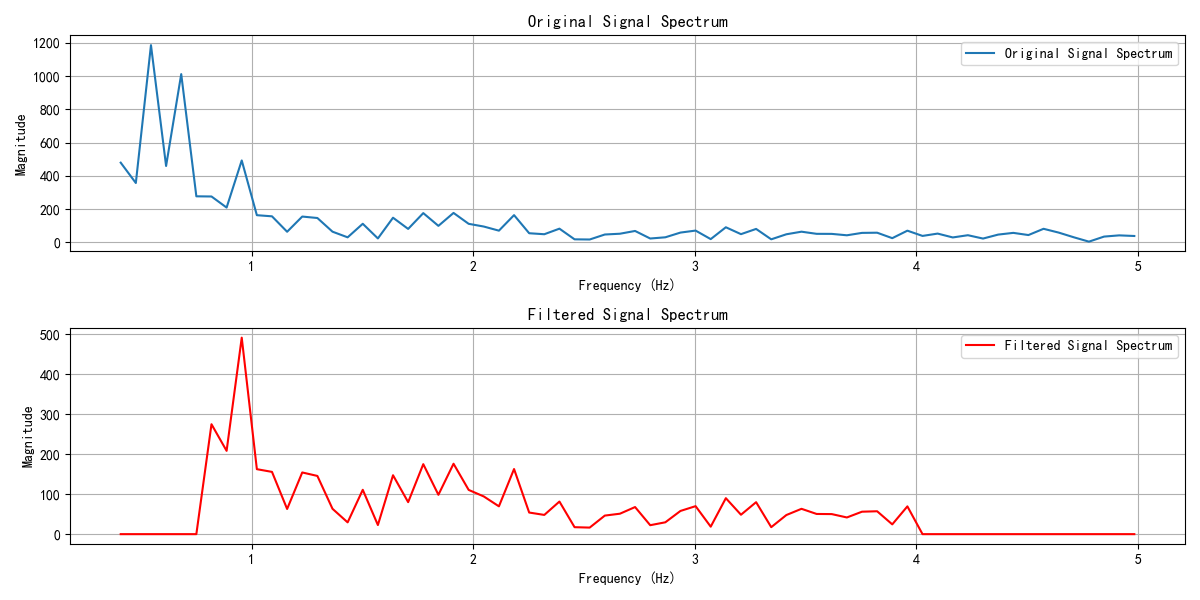 Original Signal Spectrum
1200
1000
800
600
400
200
0
Magnitude
Original Signal Spectrum
1 2 3 4 5
Frequency (Hz)
Filtered Signal Spectrum
500
400
300
200
100
0
Magnitude
Filtered Signal Spectrum
1 2 3 4 5
Frequency (Hz)